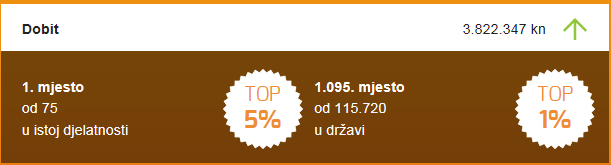 Dobit 3.822.347 kn
1. mjesto
od 75
u istoj djelatnosti
TOP
5%
1.095. mjesto
od 115.720
u državi
TOP
1%